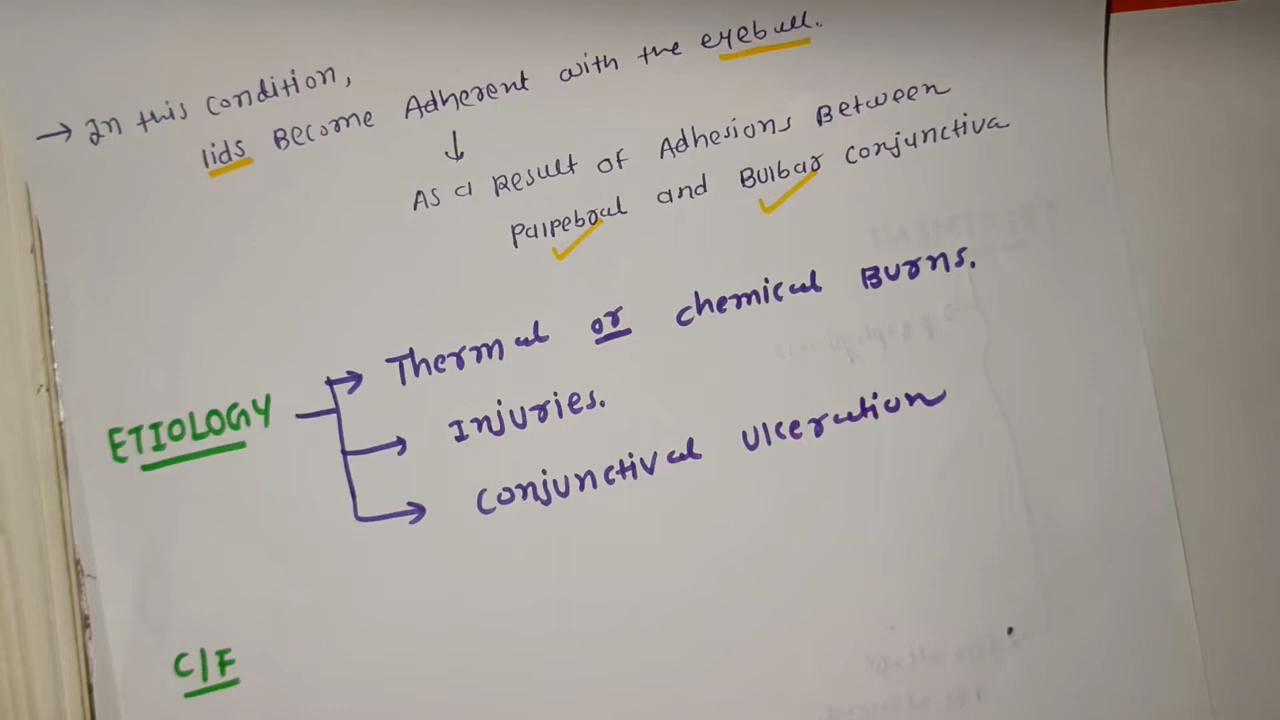 → In this condition,
lids Become Adherent with the eyeball.
↓
As a Result of Adhesions Between
palpebral and Bulbar conjunctiva
ETIOLOGY
→ Thermal or chemical Burns.
→ Injuries.
→ conjunctival ulceration
C/F